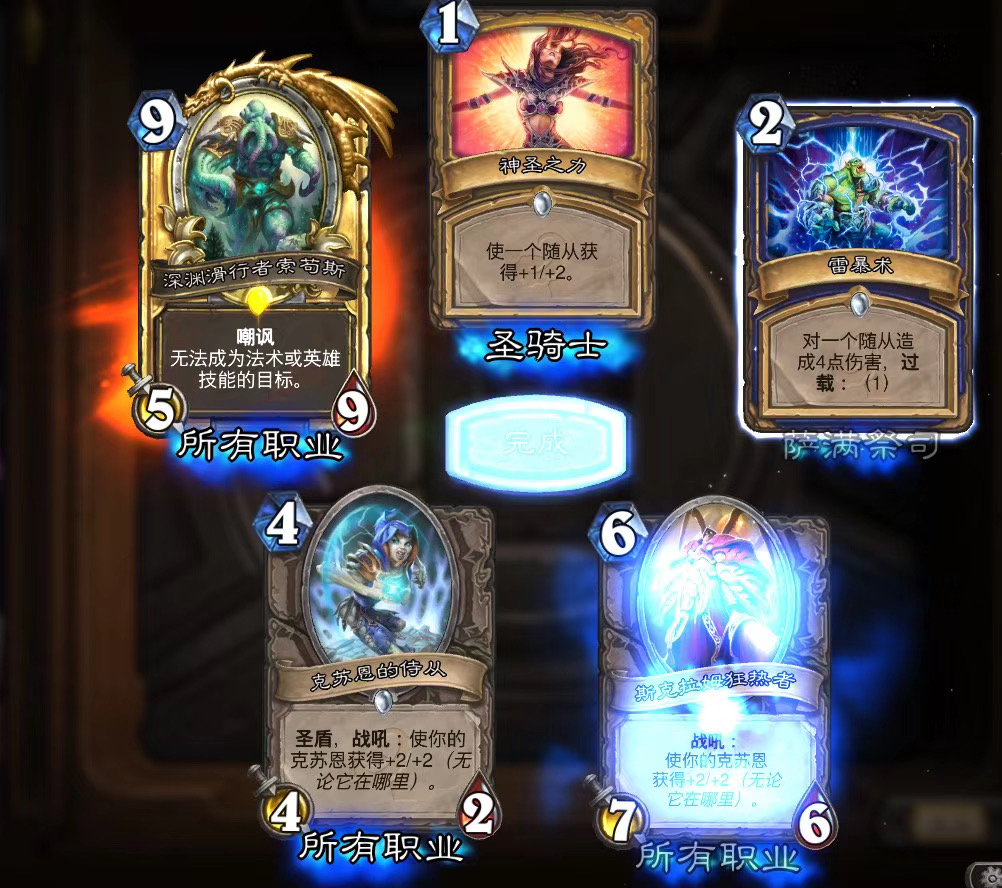 9
深渊滑行者索苟斯
嘲讽
无法成为法术或英雄
技能的目标。
5
9
所有职业
1
神圣之力
使一个随从获
得+1/+2。
圣骑士
2
雷暴术
对一个随从造
成4点伤害，过
载：（1）
萨满祭司
完成
4
克苏恩的侍从
圣盾，战吼：使你的
克苏恩获得+2/+2（无
论它在哪里）。
4
2
所有职业
6
斯克拉姆狂热者
战吼：
使你的克苏恩
获得+2/+2（无论
它在哪里）。
7
6
所有职业